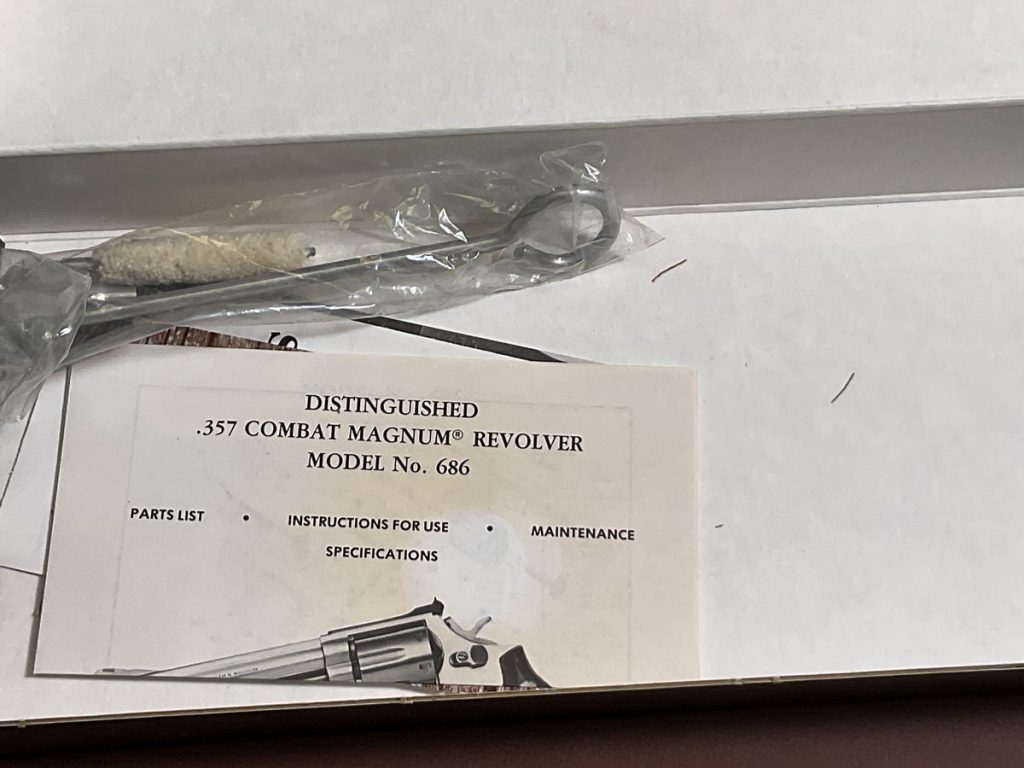 DISTINGUISHED
.357 COMBAT MAGNUM® REVOLVER
MODEL No. 686
PARTS LIST • INSTRUCTIONS FOR USE • MAINTENANCE
SPECIFICATIONS